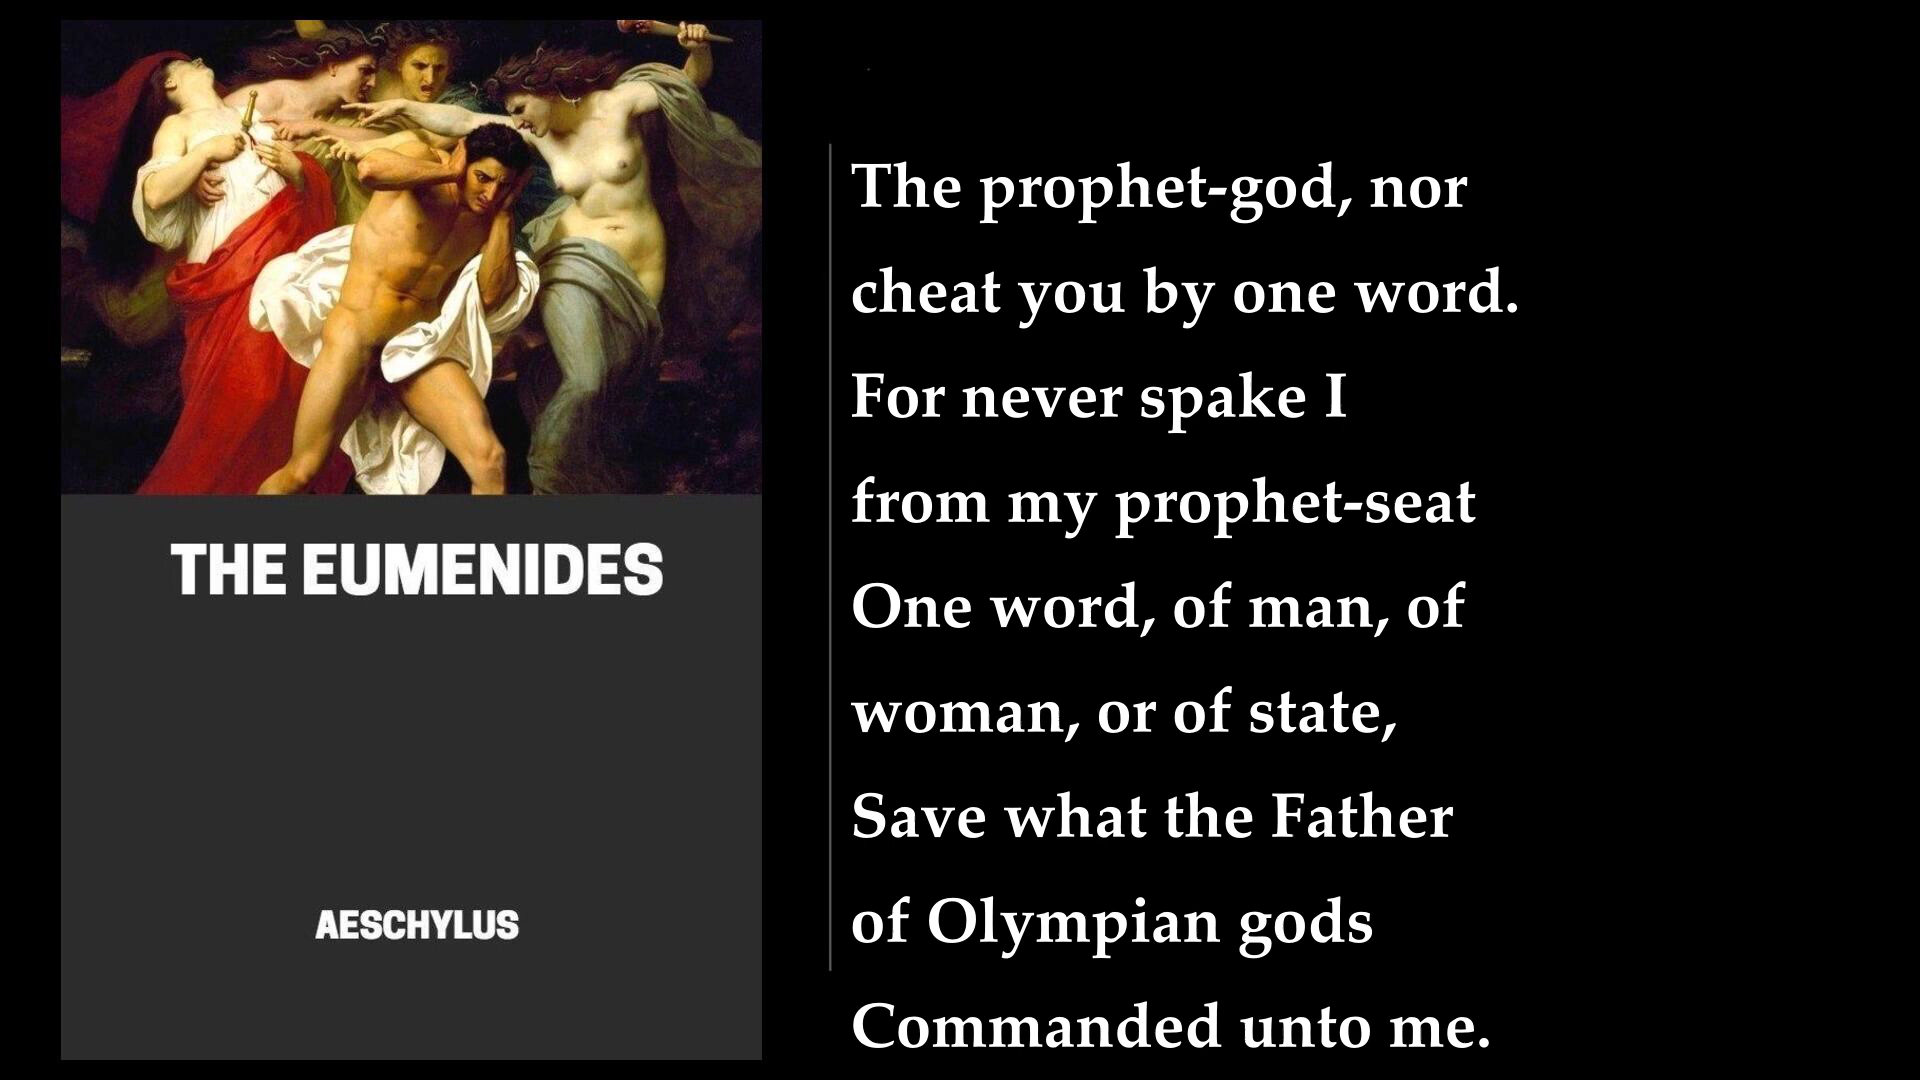 THE EUMENIDES
AESCHYLUS
The prophet-god, nor
cheat you by one word.
For never spake I
from my prophet-seat
One word, of man, of
woman, or of state,
Save what the Father
of Olympian gods
Commanded unto me.